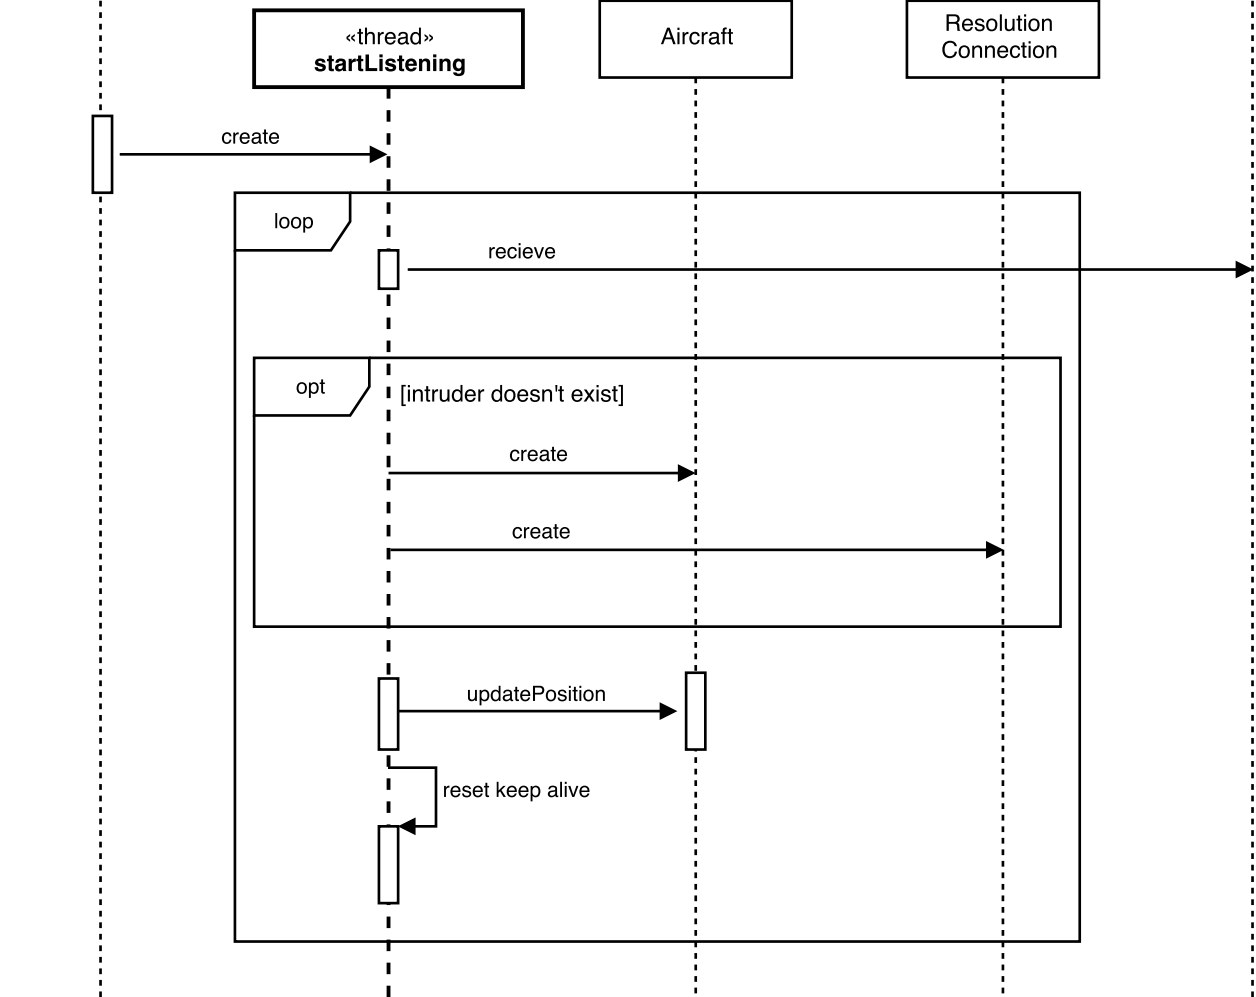 «thread»
startListening
Aircraft
Resolution
Connection
create
loop
recieve
opt
[intruder doesn't exist]
create
create
updatePosition
reset keep alive